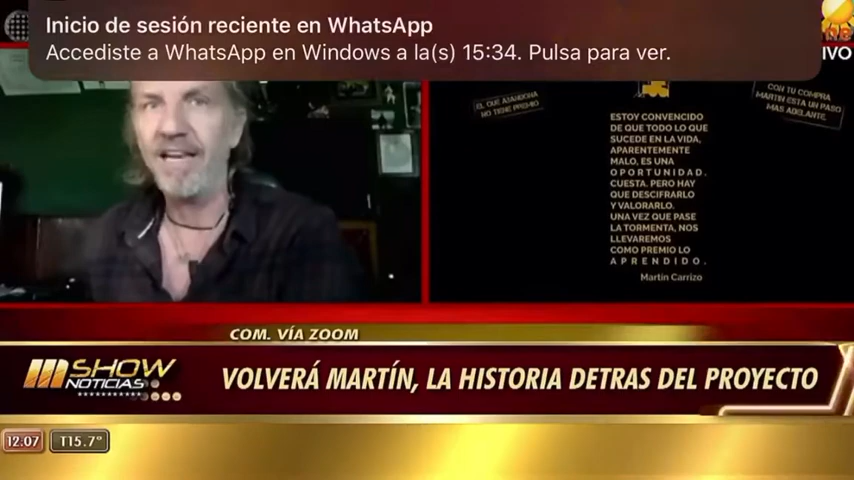 Inicio de sesión reciente en WhatsApp
Accediste a WhatsApp en Windows a la(s) 15:34. Pulsa para ver.
VIVO
EL QUE ABANDONA
NO TIENE PREMIO
CON TU COMPRA
MARTIN ESTA UN PASO
MAS ADELANTE.
ESTOY CONVENCIDO
DE QUE TODO LO QUE
SUCEDE EN LA VIDA,
APARENTEMENTE
MALO, ES UNA
OPORTUNIDAD.
CUESTA. PERO HAY
QUE DESCIFRARLO
Y VALORARLO.
UNA VEZ QUE PASE
LA TORMENTA, NOS
LLEVAREMOS
COMO PREMIO LO
APRENDIDO.
Martín Carrizo
COM. VÍA ZOOM
SHOW
NOTICIAS
VOLVERÁ MARTÍN, LA HISTORIA DETRAS DEL PROYECTO
12.07
T15.7°